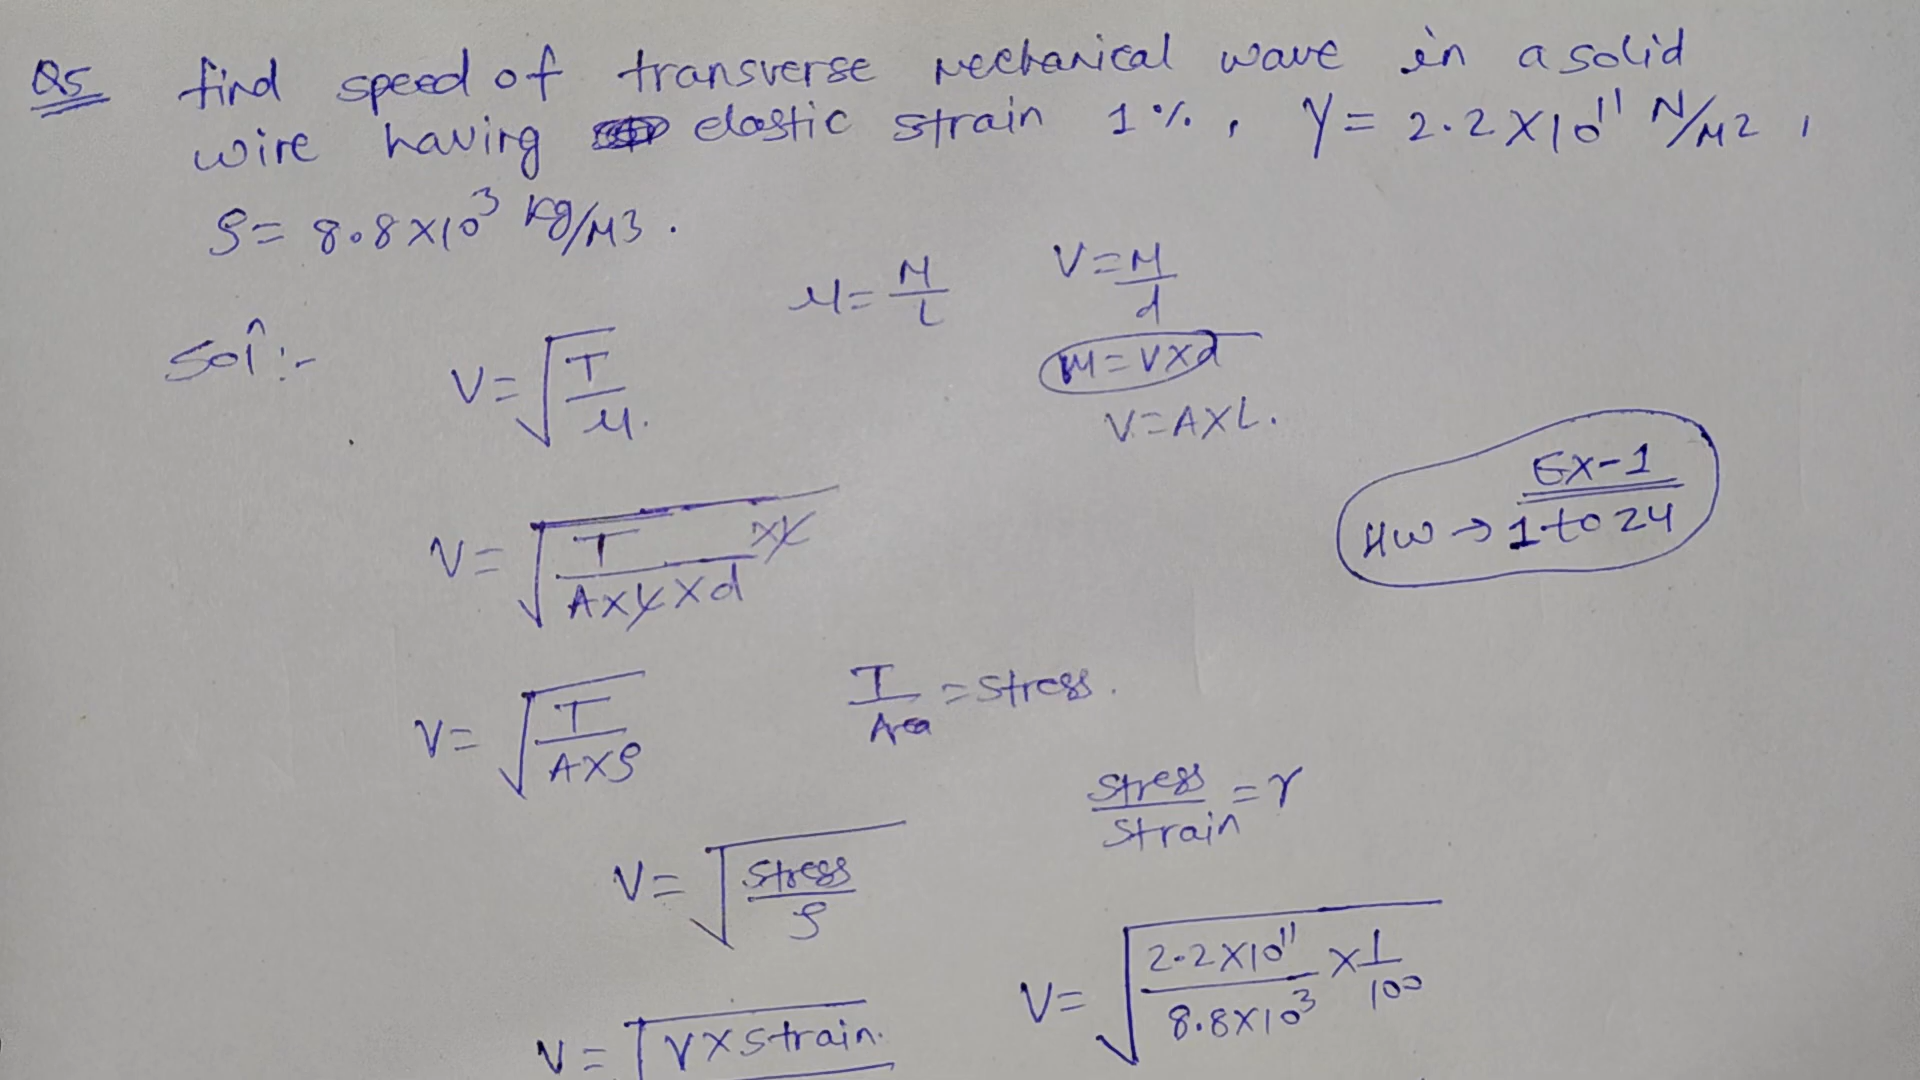 Q5 find speed of transverse mechanical wave in a solid
wire having elastic strain 1%, Y = 2.2×10¹¹ N/M2,
ρ = 8.8×10³ kg/M3.
μ = M/L
V = M/d
Solⁿ:-
V = √(T/μ).
M = V×d
V = A×L.
Ex-1
HW → 1 to 24
V = √(T×L/(A×L×d))
V = √(T/(A×ρ))
T/Area = stress.
stress/strain = Y
V = √(stress/ρ)
V = √(2.2×10¹¹/8.8×10³ × 1/100)
V = √(Y×strain.